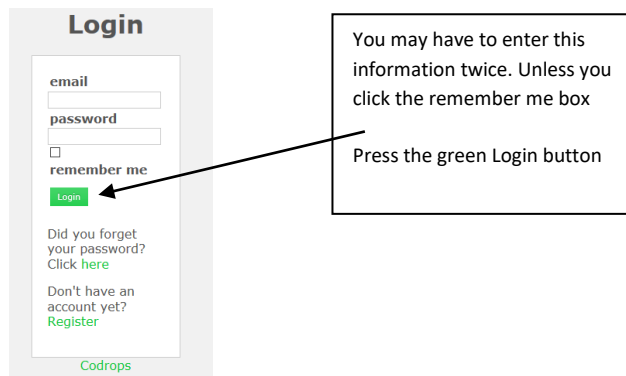 Login
email
password
remember me
Login
Did you forget
your password?
Click here
Don't have an
account yet?
Register
Codrops
You may have to enter this
information twice. Unless you
click the remember me box
Press the green Login button